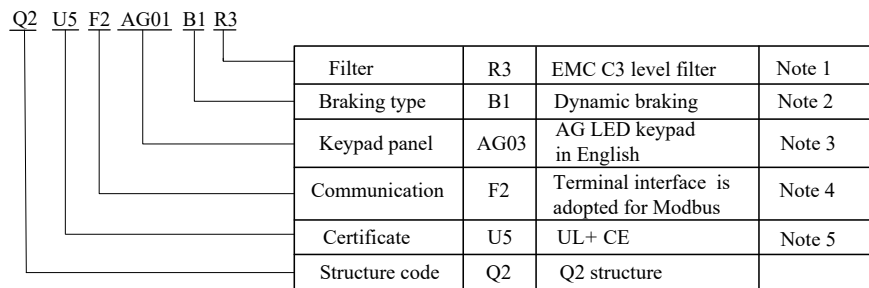 Q2 U5 F2 AG01 B1 R3
Filter R3 EMC C3 level filter Note 1
Braking type B1 Dynamic braking Note 2
Keypad panel AG03 AG LED keypad in English Note 3
Communication F2 Terminal interface is adopted for Modbus Note 4
Certificate U5 UL+ CE Note 5
Structure code Q2 Q2 structure